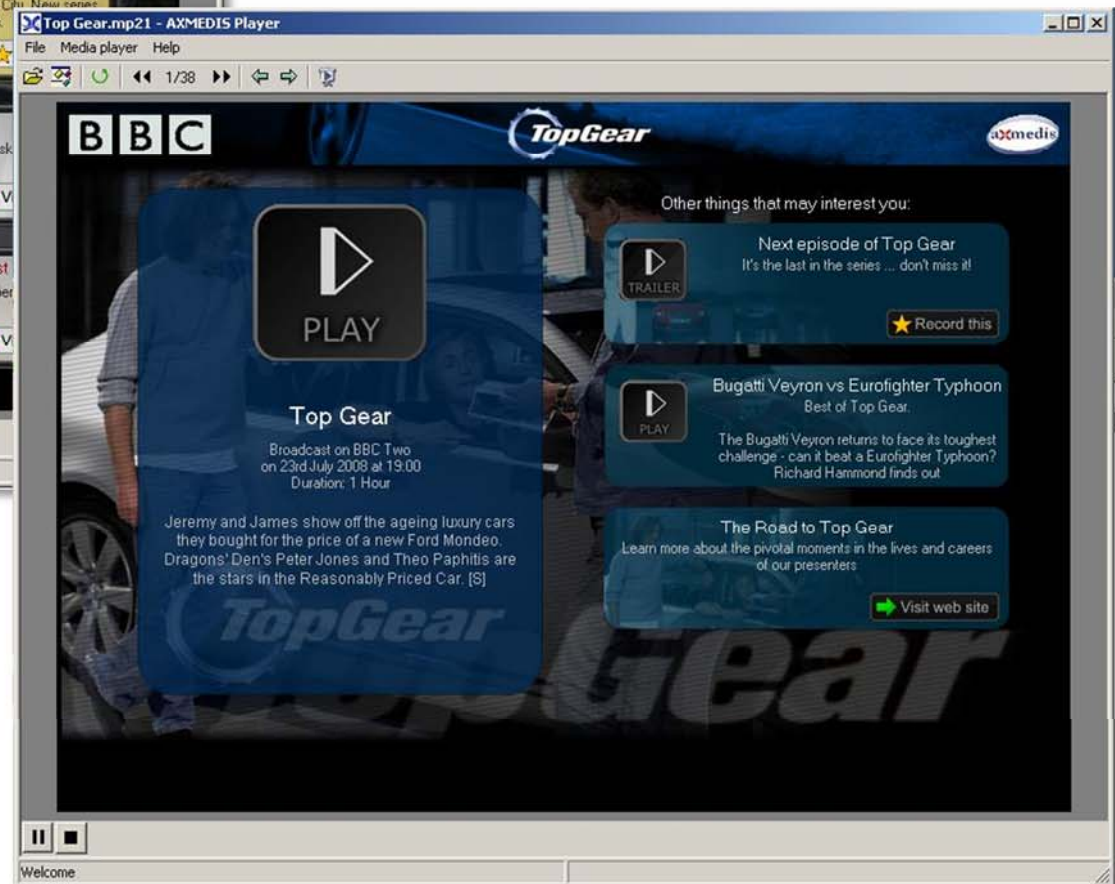 City. New series
Top Gear.mp21 - AXMEDIS Player
File Media player Help
1/38
BBC
TopGear
axmedis
PLAY
Top Gear
Broadcast on BBC Two
on 23rd July 2008 at 19:00
Duration: 1 Hour
Jeremy and James show off the ageing luxury cars
they bought for the price of a new Ford Mondeo.
Dragons' Den's Peter Jones and Theo Paphitis are
the stars in the Reasonably Priced Car. [S]
TopGear
TopGear
Other things that may interest you:
Next episode of Top Gear
It's the last in the series ... don't miss it!
TRAILER
Record this
Bugatti Veyron vs Eurofighter Typhoon
Best of Top Gear.
PLAY
The Bugatti Veyron returns to face its toughest
challenge - can it beat a Eurofighter Typhoon?
Richard Hammond finds out
The Road to Top Gear
Learn more about the pivotal moments in the lives and careers
of our presenters
Visit web site
Welcome